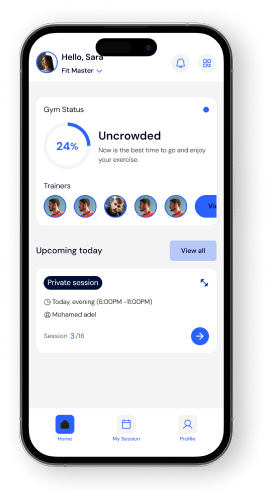 Hello, Sara
Fit Master
Gym Status
24%
Uncrowded
Now is the best time to go and enjoy
your exercise.
Trainers
Vi
Upcoming today
View all
Private session
Today, evening (6:00PM -11:00PM)
Mohamed adel
Session 3/16
Home
My Session
Profile